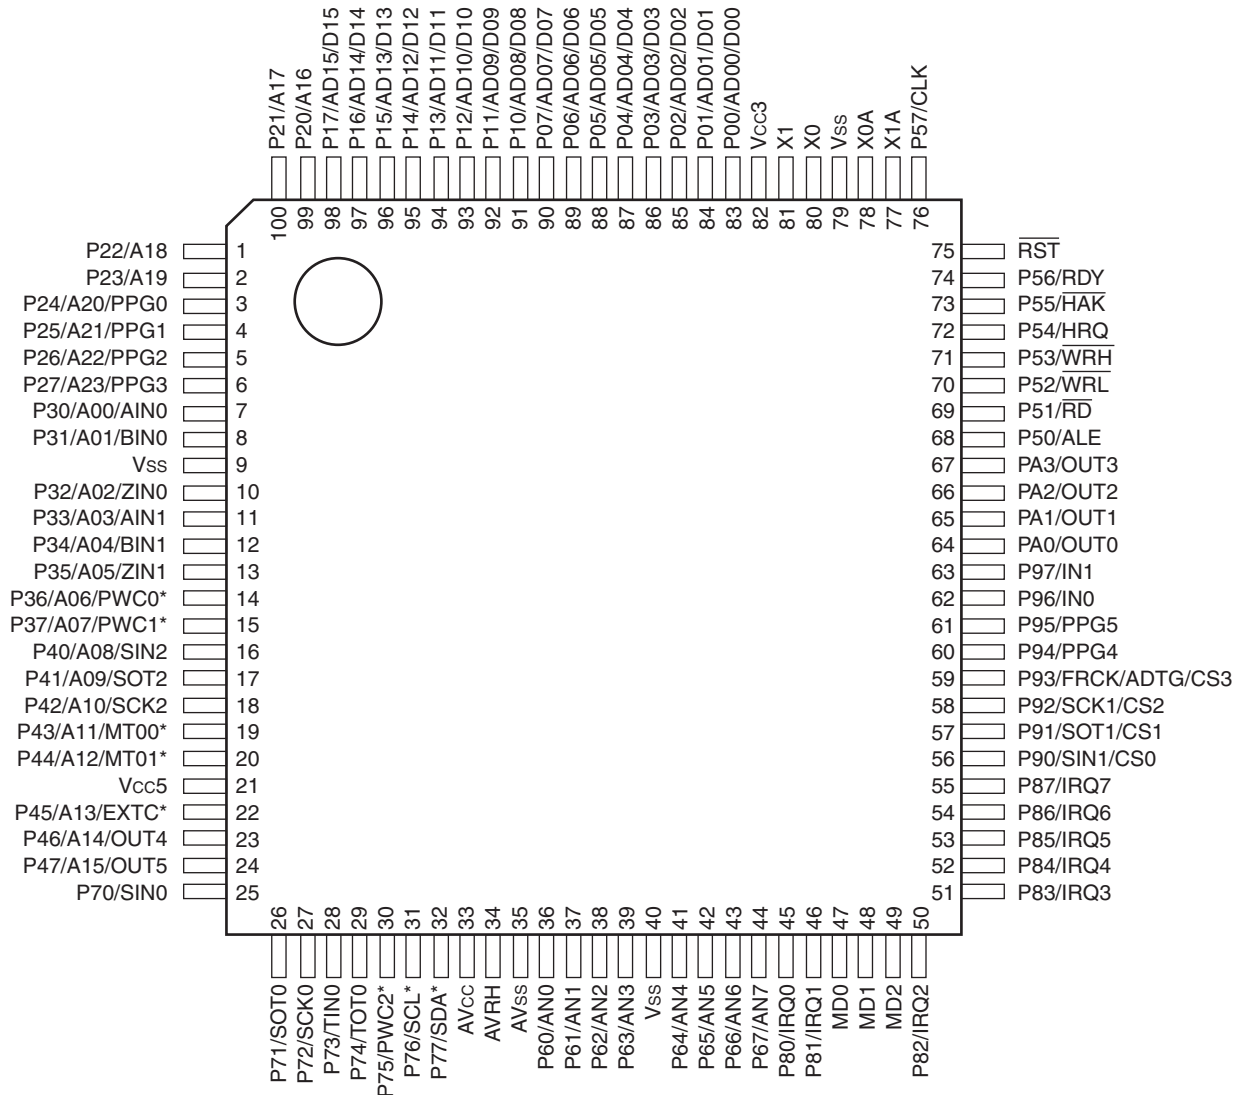 P21/A17
P20/A16
P17/AD15/D15
P16/AD14/D14
P15/AD13/D13
P14/AD12/D12
P13/AD11/D11
P12/AD10/D10
P11/AD09/D09
P10/AD08/D08
P07/AD07/D07
P06/AD06/D06
P05/AD05/D05
P04/AD04/D04
P03/AD03/D03
P02/AD02/D02
P01/AD01/D01
P00/AD00/D00
Vcc3
X1
X0
Vss
X0A
X1A
P57/CLK
100
99
98
97
96
95
94
93
92
91
90
89
88
87
86
85
84
83
82
81
80
79
78
77
76
P22/A18 1
P23/A19 2
P24/A20/PPG0 3
P25/A21/PPG1 4
P26/A22/PPG2 5
P27/A23/PPG3 6
P30/A00/AIN0 7
P31/A01/BIN0 8
Vss 9
P32/A02/ZIN0 10
P33/A03/AIN1 11
P34/A04/BIN1 12
P35/A05/ZIN1 13
P36/A06/PWC0* 14
P37/A07/PWC1* 15
P40/A08/SIN2 16
P41/A09/SOT2 17
P42/A10/SCK2 18
P43/A11/MT00* 19
P44/A12/MT01* 20
Vcc5 21
P45/A13/EXTC* 22
P46/A14/OUT4 23
P47/A15/OUT5 24
P70/SIN0 25
75 RST
74 P56/RDY
73 P55/HAK
72 P54/HRQ
71 P53/WRH
70 P52/WRL
69 P51/RD
68 P50/ALE
67 PA3/OUT3
66 PA2/OUT2
65 PA1/OUT1
64 PA0/OUT0
63 P97/IN1
62 P96/IN0
61 P95/PPG5
60 P94/PPG4
59 P93/FRCK/ADTG/CS3
58 P92/SCK1/CS2
57 P91/SOT1/CS1
56 P90/SIN1/CS0
55 P87/IRQ7
54 P86/IRQ6
53 P85/IRQ5
52 P84/IRQ4
51 P83/IRQ3
26
27
28
29
30
31
32
33
34
35
36
37
38
39
40
41
42
43
44
45
46
47
48
49
50
P71/SOT0
P72/SCK0
P73/TIN0
P74/TOT0
P75/PWC2*
P76/SCL*
P77/SDA*
AVcc
AVRH
AVss
P60/AN0
P61/AN1
P62/AN2
P63/AN3
Vss
P64/AN4
P65/AN5
P66/AN6
P67/AN7
P80/IRQ0
P81/IRQ1
MD0
MD1
MD2
P82/IRQ2